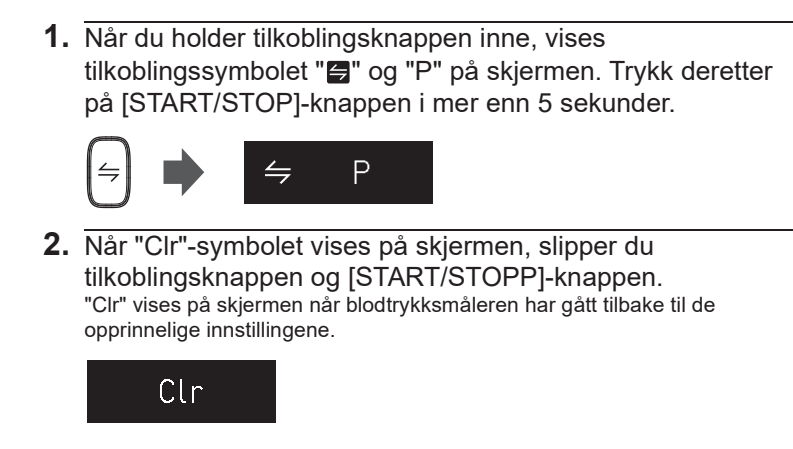 1. Når du holder tilkoblingsknappen inne, vises
tilkoblingssymbolet "⇋" og "P" på skjermen. Trykk deretter
på [START/STOP]-knappen i mer enn 5 sekunder.
⇋ P
2. Når "Clr"-symbolet vises på skjermen, slipper du
tilkoblingsknappen og [START/STOPP]-knappen.
"Clr" vises på skjermen når blodtrykksmåleren har gått tilbake til de
opprinnelige innstillingene.
Clr